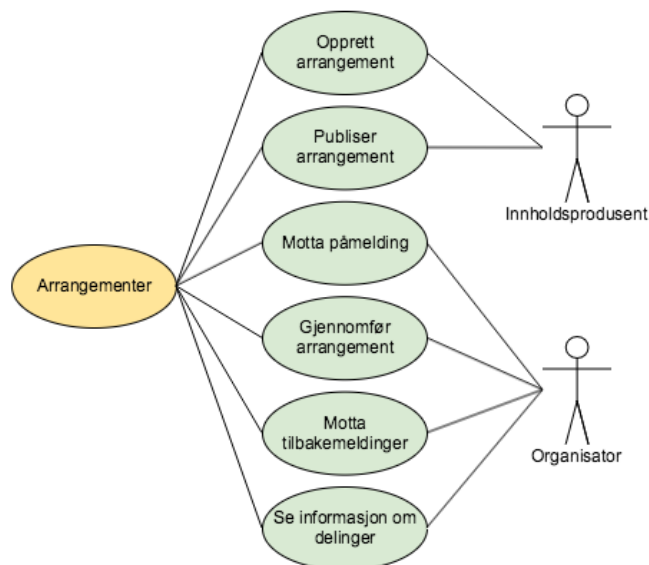 Opprett
arrangement
Publiser
arrangement
Innholdsprodusent
Motta påmelding
Arrangementer
Gjennomfør
arrangement
Motta
tilbakemeldinger
Organisator
Se informasjon om
delinger